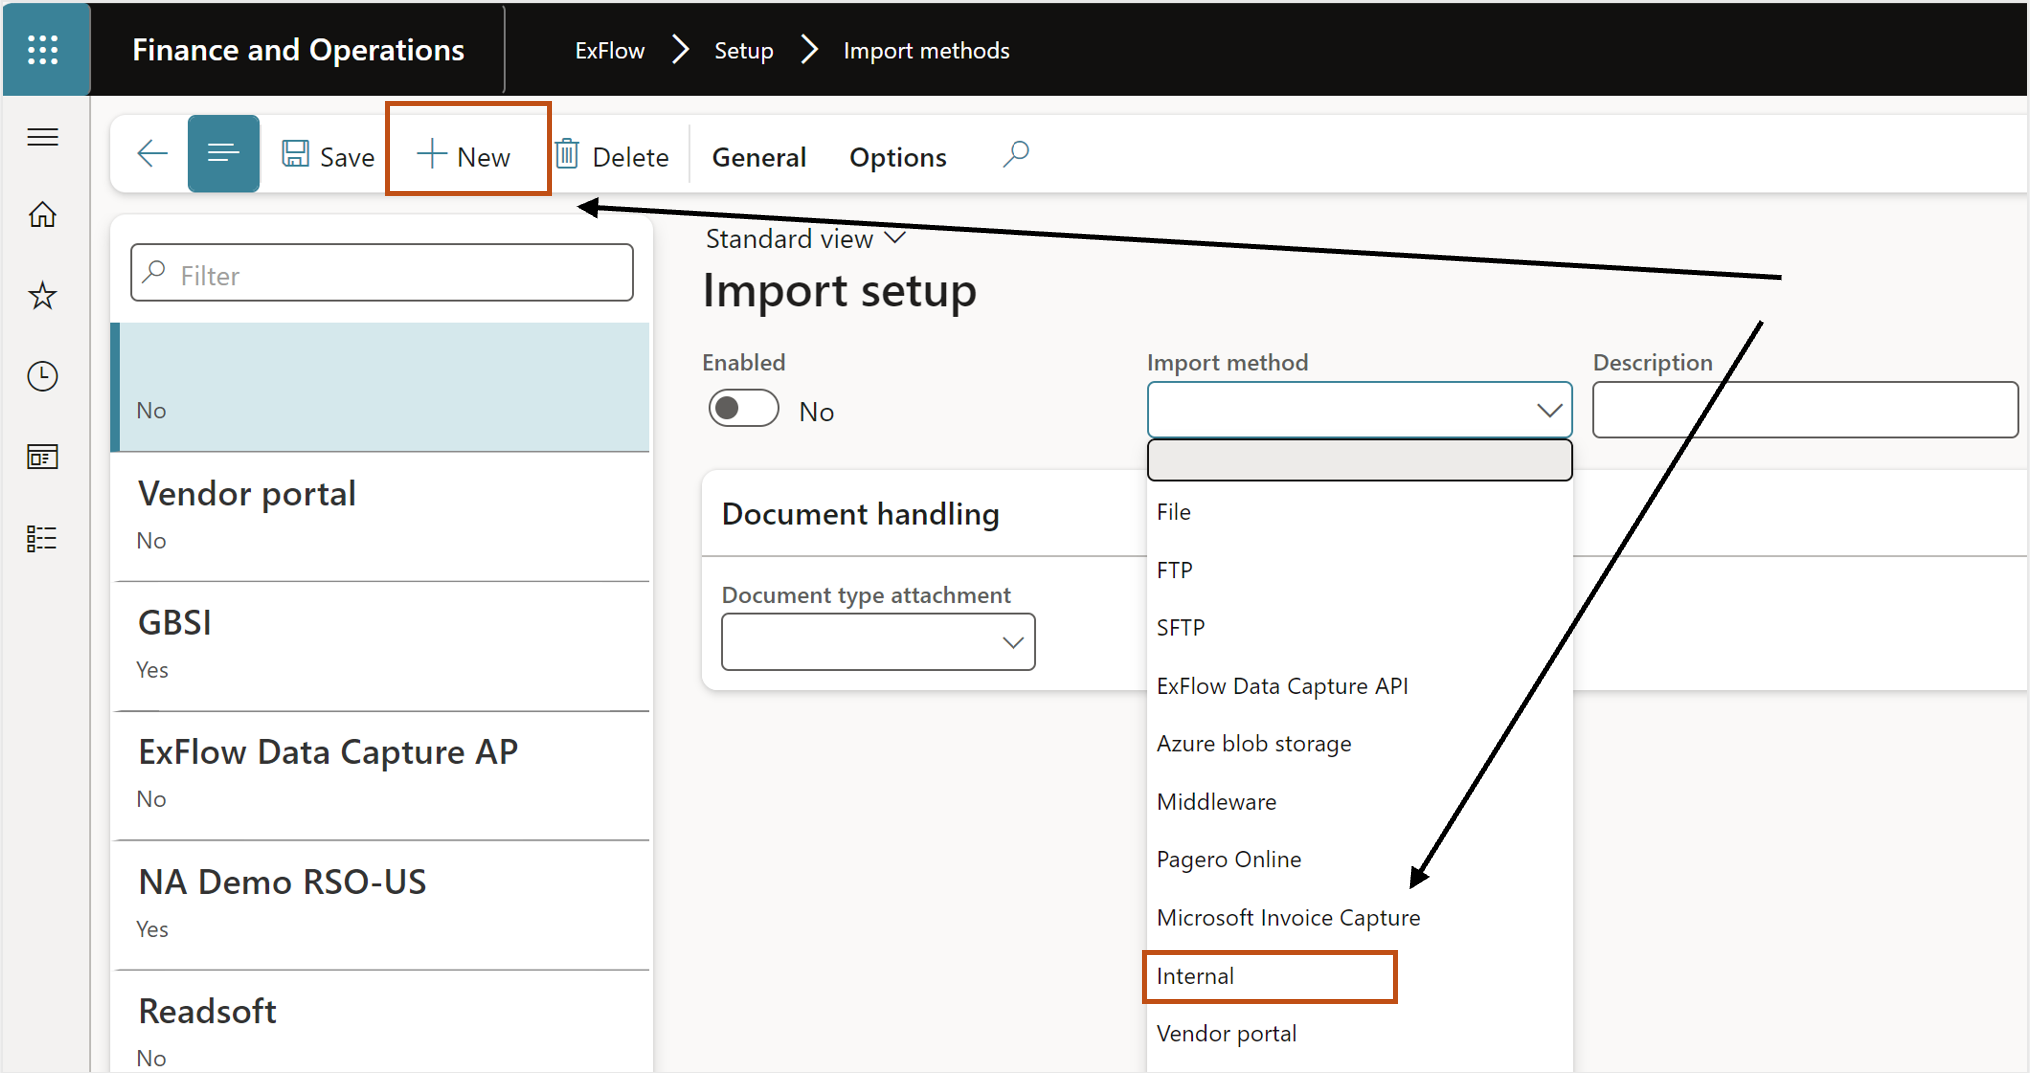 Finance and Operations
ExFlow > Setup > Import methods
Save
New
Delete
General
Options
Filter
No
Vendor portal
No
GBSI
Yes
ExFlow Data Capture AP
No
NA Demo RSO-US
Yes
Readsoft
No
Standard view
Import setup
Enabled
No
Import method
Description
File
FTP
SFTP
ExFlow Data Capture API
Azure blob storage
Middleware
Pagero Online
Microsoft Invoice Capture
Internal
Vendor portal
Document handling
Document type attachment